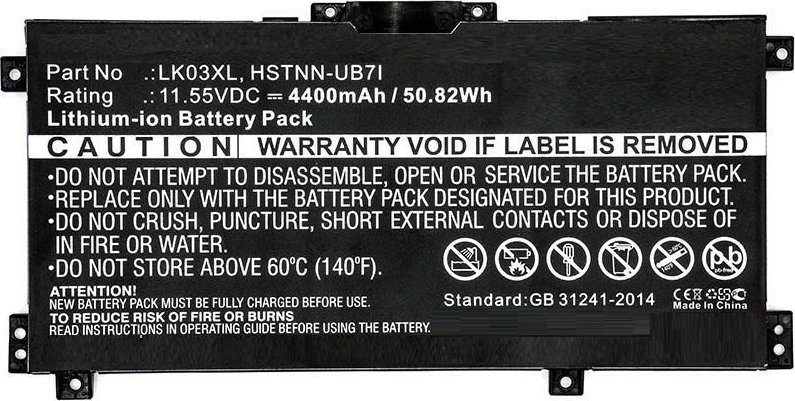 Part No :LK03XL, HSTNN-UB7I
Rating :11.55VDC ⎓ 4400mAh / 50.82Wh
Lithium-ion Battery Pack
CAUTION WARRANTY VOID IF LABEL IS REMOVED
•DO NOT ATTEMPT TO DISASSEMBLE, OPEN OR SERVICE THE BATTERY PACK.
•REPLACE ONLY WITH THE BATTERY PACK DESIGNATED FOR THIS PRODUCT.
•DO NOT CRUSH, PUNCTURE, SHORT EXTERNAL CONTACTS OR DISPOSE OF
IN FIRE OR WATER.
•DO NOT STORE ABOVE 60°C (140°F).
ATTENTION!
NEW BATTERY PACK MUST BE FULLY CHARGED BEFORE USE!
TO REDUCE RISK OF FIRE OR BURNS
READ INSTRUCTIONS IN OPERATING GUIDE BEFORE USING THE BATTERY.
Pb
Standard:GB 31241-2014
CE
Made In China